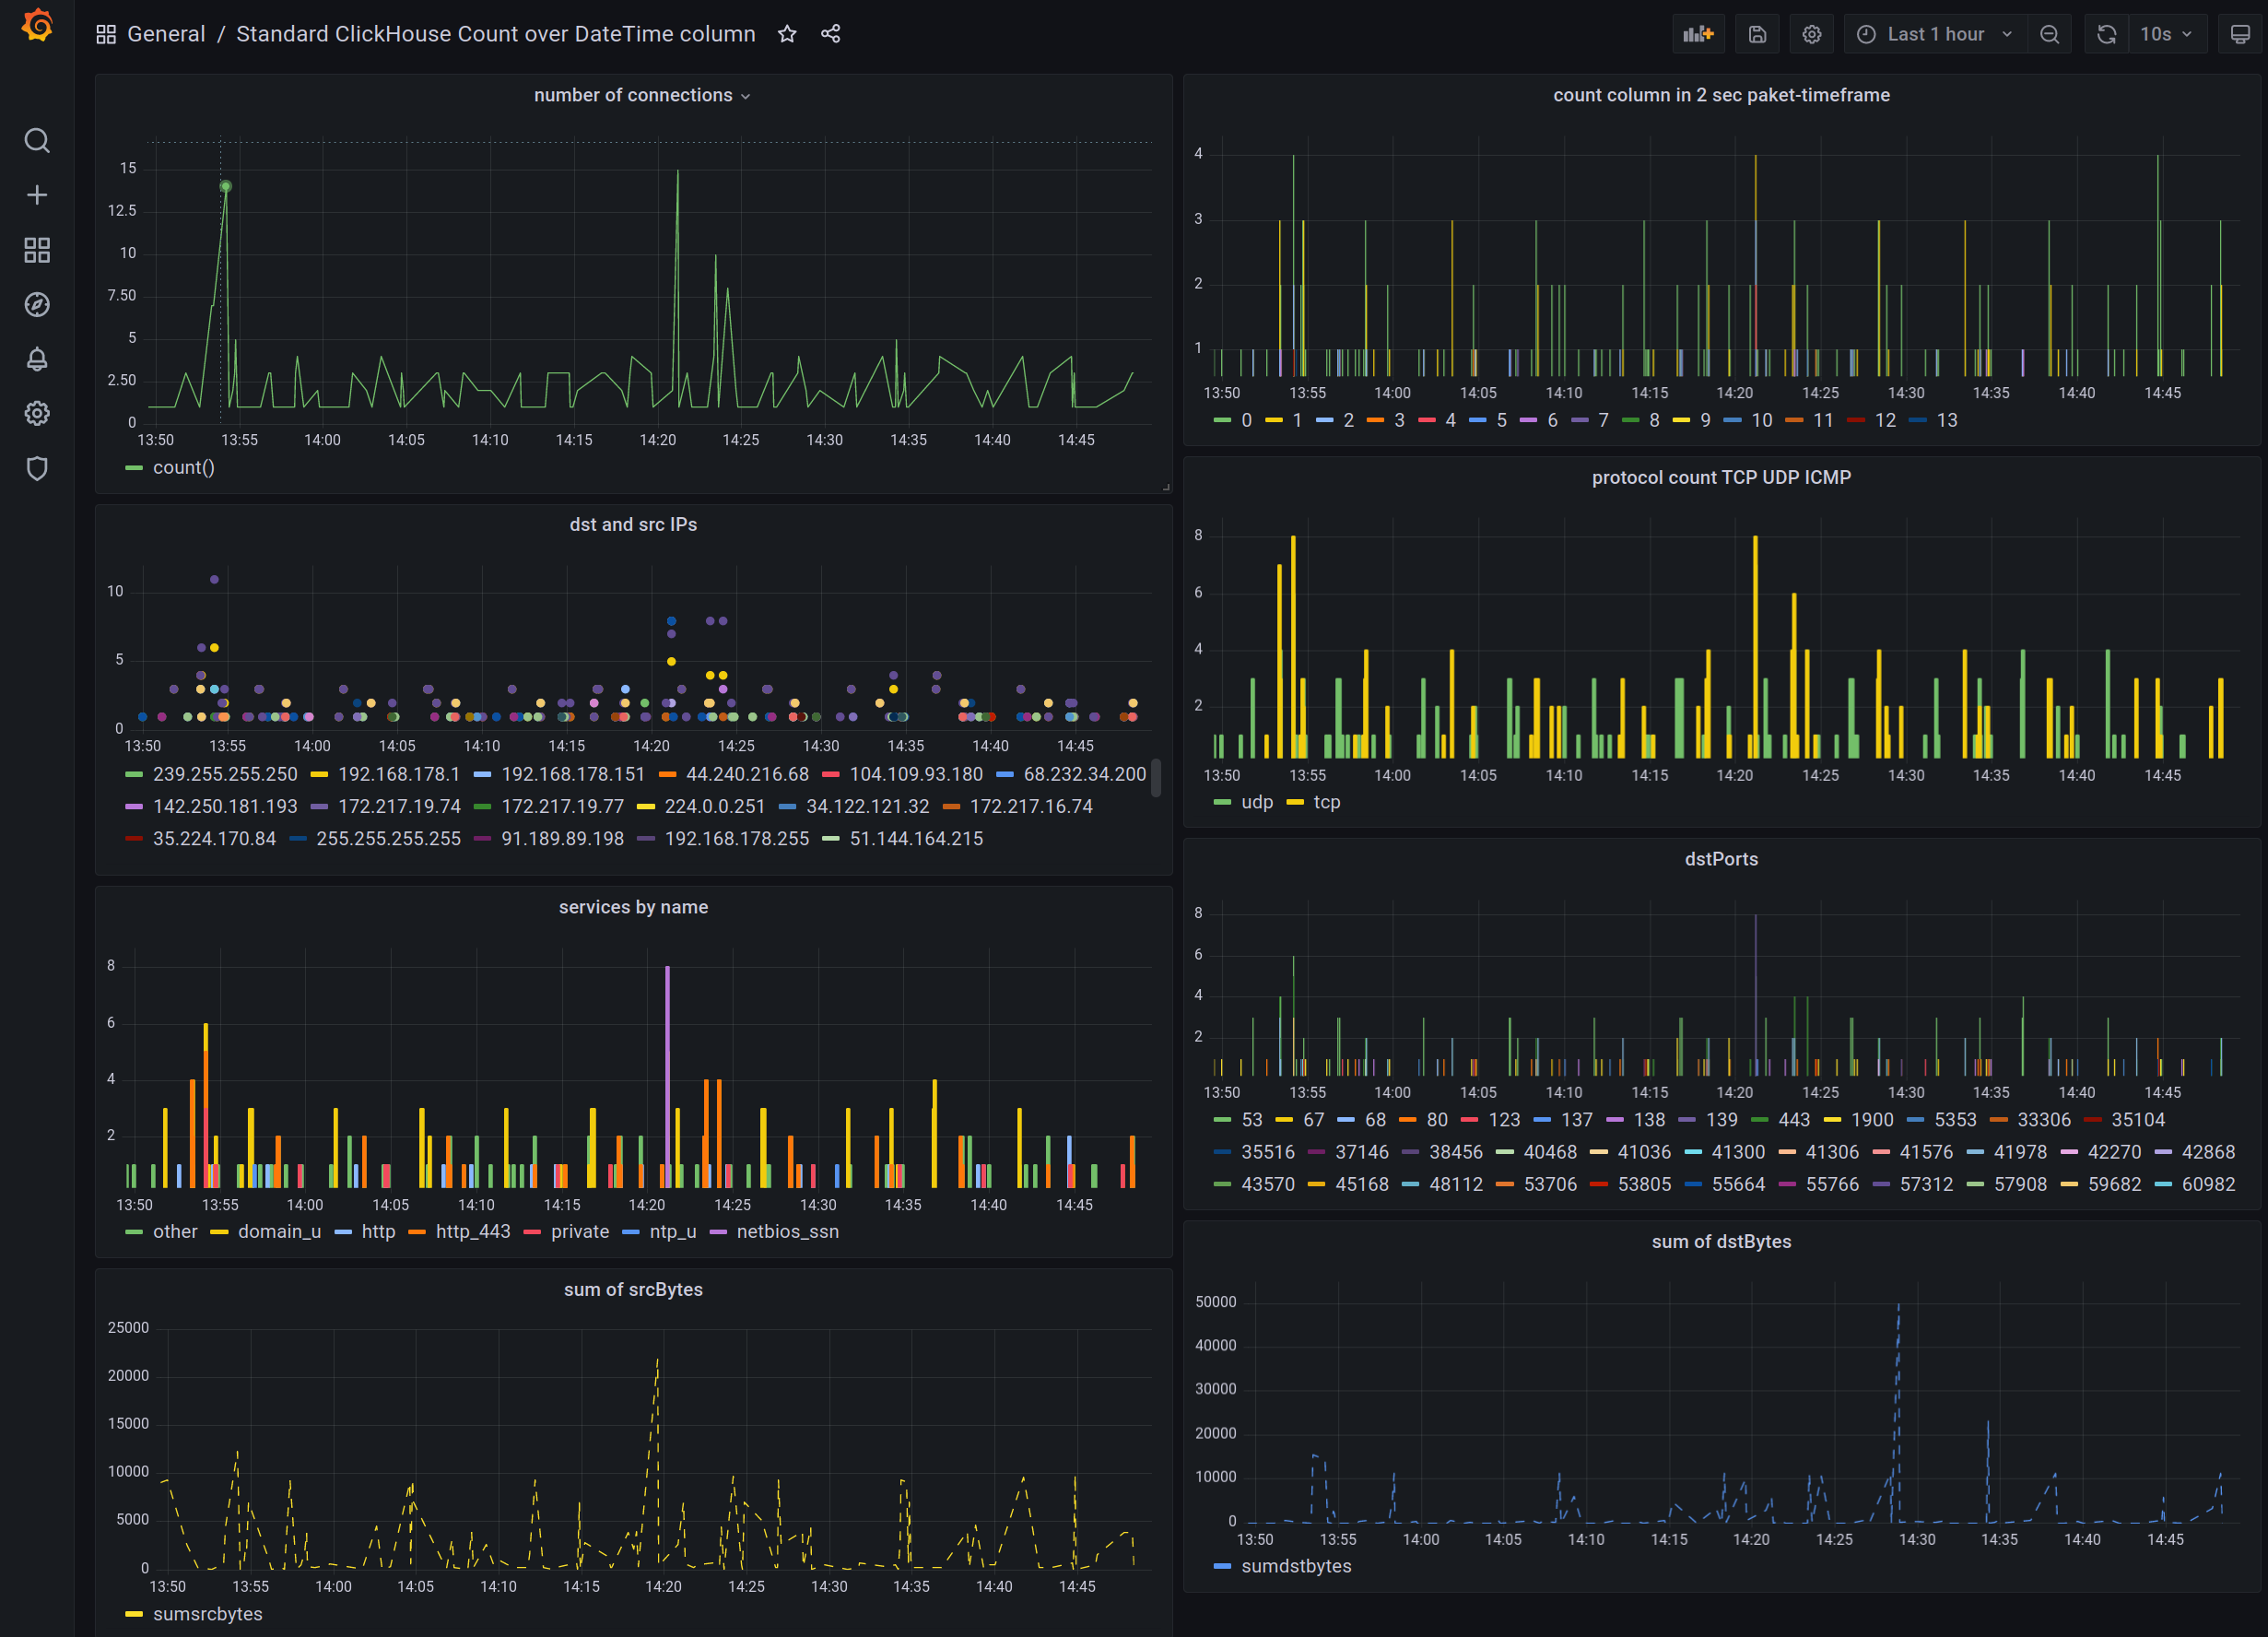 General / Standard ClickHouse Count over DateTime column
Last 1 hour
10s
number of connections
15
12.5
10
7.50
5
2.50
0
13:50 13:55 14:00 14:05 14:10 14:15 14:20 14:25 14:30 14:35 14:40 14:45
count()
count column in 2 sec paket-timeframe
4
3
2
1
13:50 13:55 14:00 14:05 14:10 14:15 14:20 14:25 14:30 14:35 14:40 14:45
0 1 2 3 4 5 6 7 8 9 10 11 12 13
dst and src IPs
10
5
0
13:50 13:55 14:00 14:05 14:10 14:15 14:20 14:25 14:30 14:35 14:40 14:45
239.255.255.250 192.168.178.1 192.168.178.151 44.240.216.68 104.109.93.180 68.232.34.200
142.250.181.193 172.217.19.74 172.217.19.77 224.0.0.251 34.122.121.32 172.217.16.74
35.224.170.84 255.255.255.255 91.189.89.198 192.168.178.255 51.144.164.215
protocol count TCP UDP ICMP
8
6
4
2
13:50 13:55 14:00 14:05 14:10 14:15 14:20 14:25 14:30 14:35 14:40 14:45
udp tcp
services by name
8
6
4
2
13:50 13:55 14:00 14:05 14:10 14:15 14:20 14:25 14:30 14:35 14:40 14:45
other domain_u http http_443 private ntp_u netbios_ssn
dstPorts
8
6
4
2
13:50 13:55 14:00 14:05 14:10 14:15 14:20 14:25 14:30 14:35 14:40 14:45
53 67 68 80 123 137 138 139 443 1900 5353 33306 35104
35516 37146 38456 40468 41036 41300 41306 41576 41978 42270 42868
43570 45168 48112 53706 53805 55664 55766 57312 57908 59682 60982
sum of srcBytes
25000
20000
15000
10000
5000
0
13:50 13:55 14:00 14:05 14:10 14:15 14:20 14:25 14:30 14:35 14:40 14:45
sumsrcbytes
sum of dstBytes
50000
40000
30000
20000
10000
0
13:50 13:55 14:00 14:05 14:10 14:15 14:20 14:25 14:30 14:35 14:40 14:45
sumdstbytes